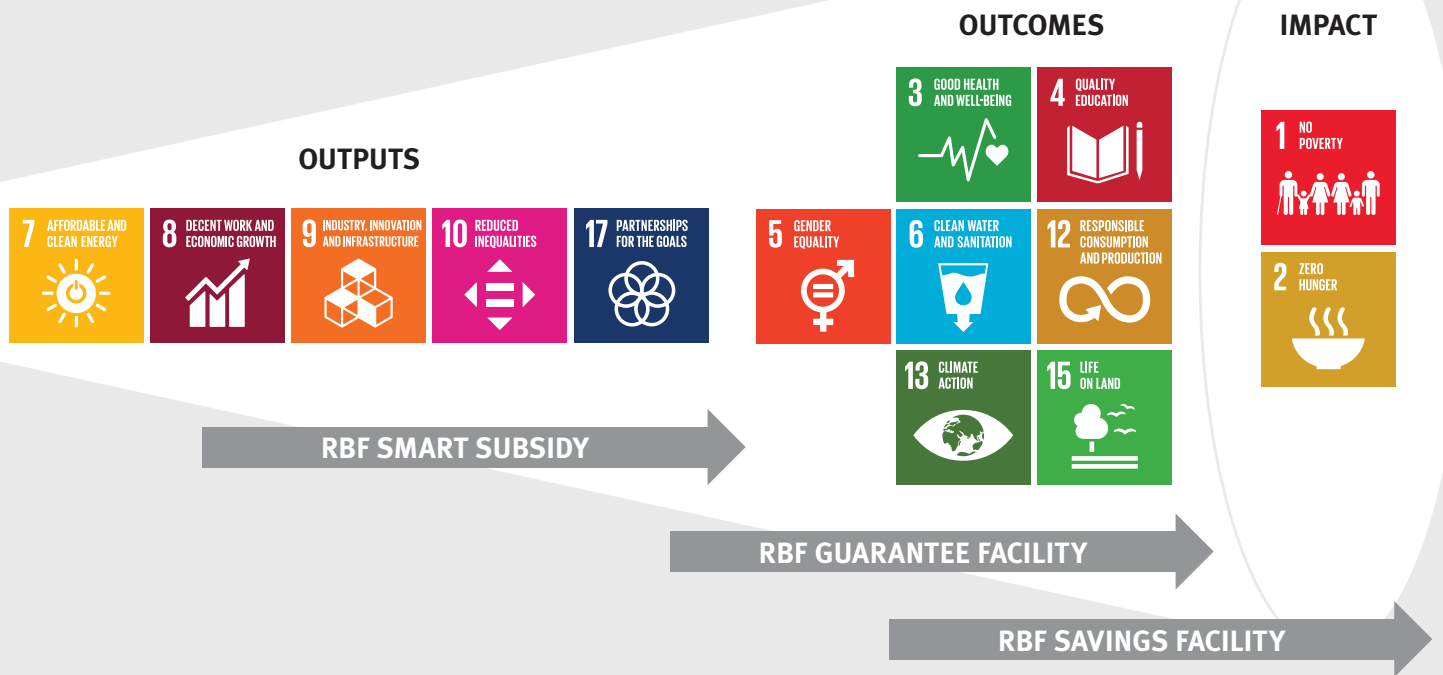 OUTPUTS
7 AFFORDABLE AND
CLEAN ENERGY
8 DECENT WORK AND
ECONOMIC GROWTH
9 INDUSTRY, INNOVATION
AND INFRASTRUCTURE
10 REDUCED
INEQUALITIES
17 PARTNERSHIPS
FOR THE GOALS
OUTCOMES
3 GOOD HEALTH
AND WELL-BEING
4 QUALITY
EDUCATION
5 GENDER
EQUALITY
6 CLEAN WATER
AND SANITATION
12 RESPONSIBLE
CONSUMPTION
AND PRODUCTION
13 CLIMATE
ACTION
15 LIFE
ON LAND
IMPACT
1 NO
POVERTY
2 ZERO
HUNGER
RBF SMART SUBSIDY
RBF GUARANTEE FACILITY
RBF SAVINGS FACILITY